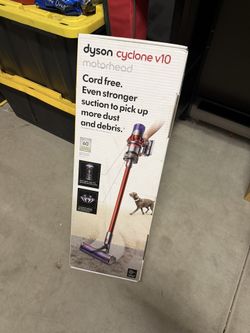 dyson cyclone v10
motorhead
Cord free.
Even stronger
suction to pick up
more dust
and debris.
60